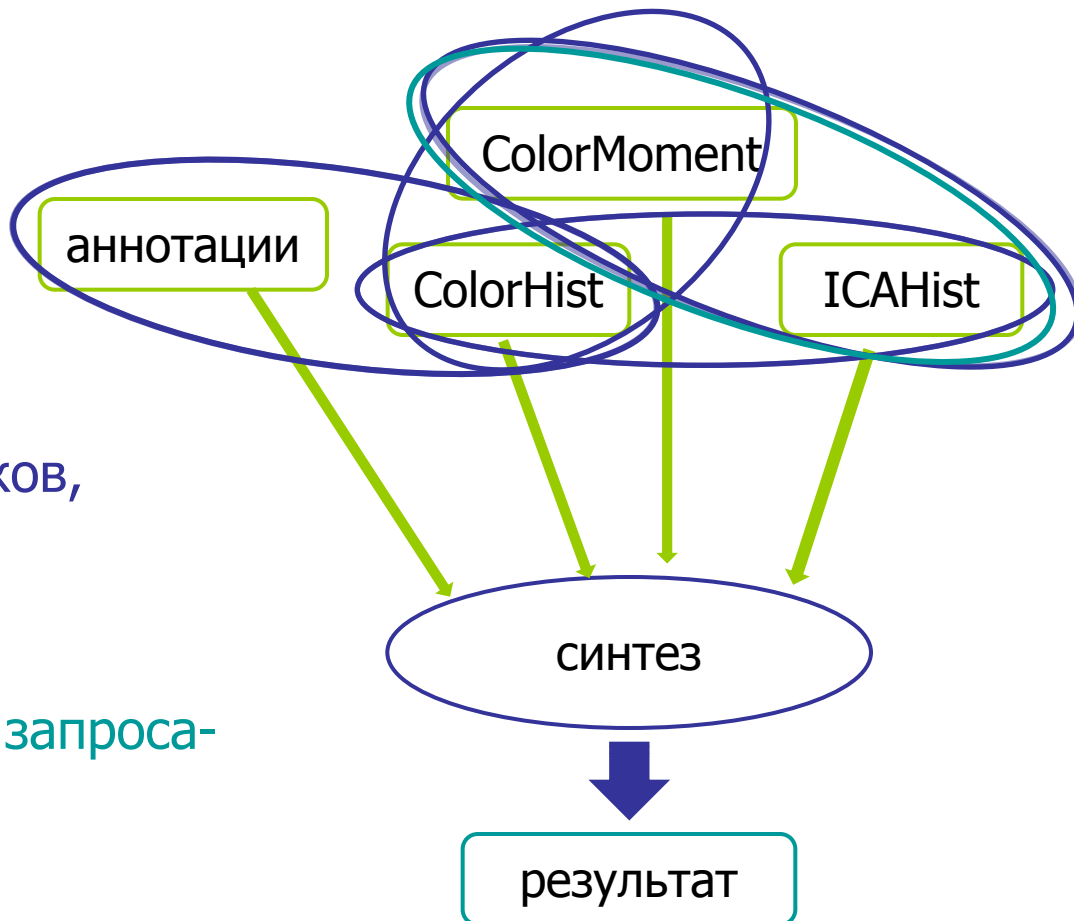 ColorMoment
аннотации
ColorHist
ICAHist
ков,
синтез
запроса-
результат